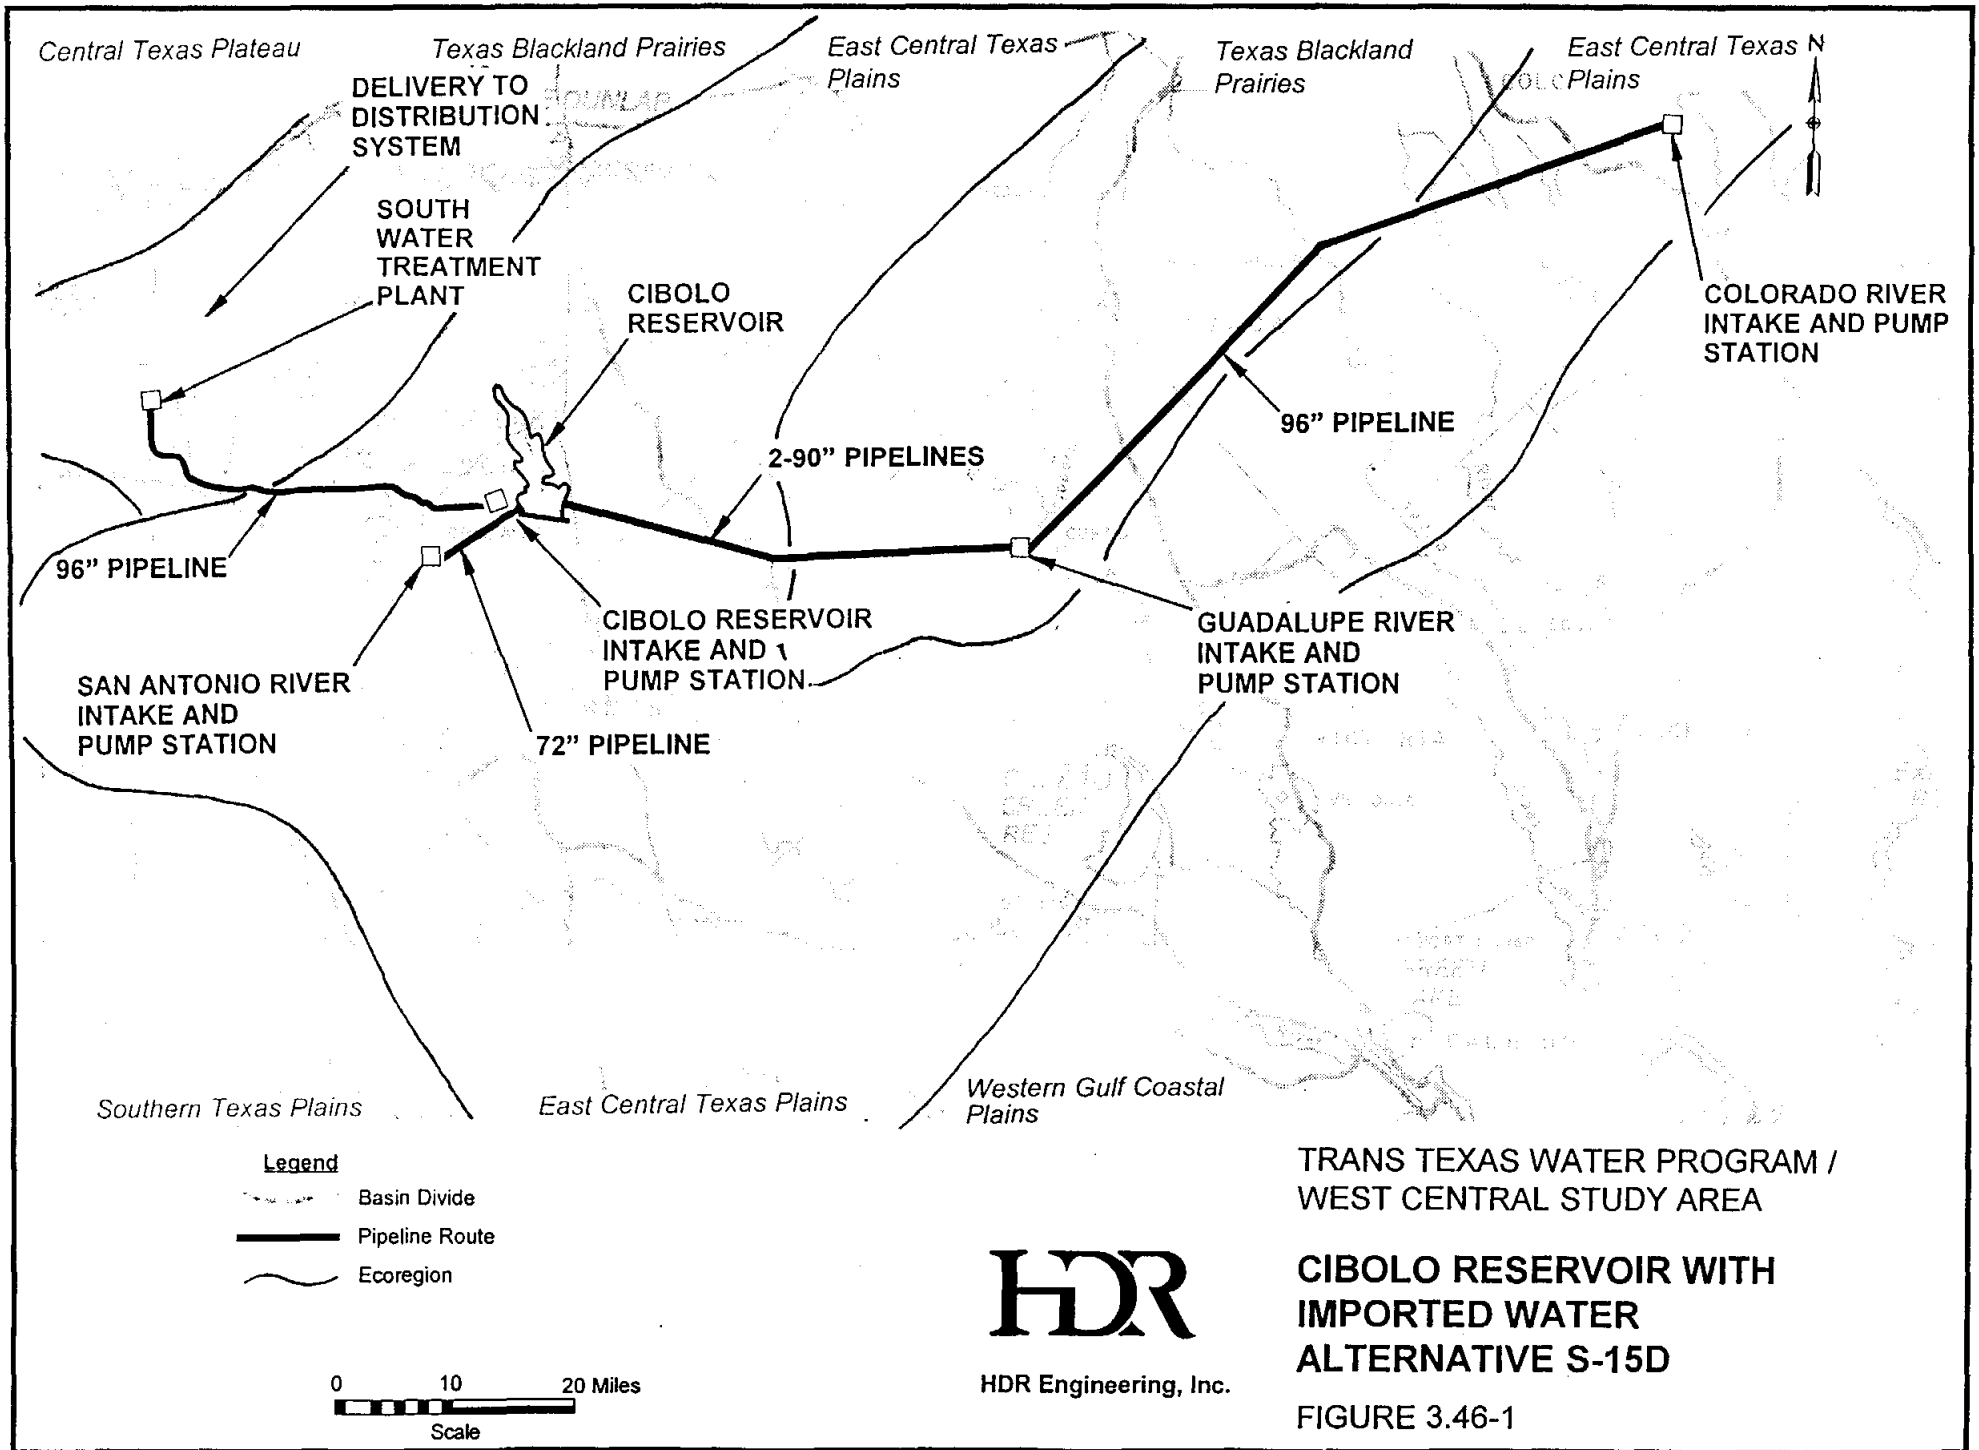 Central Texas Plateau
Texas Blackland Prairies
East Central Texas
Plains
Texas Blackland
Prairies
East Central Texas
Plains
N
DELIVERY TO
DISTRIBUTION
SYSTEM
DUNLAP
SOUTH
WATER
TREATMENT
PLANT
CIBOLO
RESERVOIR
COLORADO RIVER
INTAKE AND PUMP
STATION
96” PIPELINE
2-90” PIPELINES
96” PIPELINE
CIBOLO RESERVOIR
INTAKE AND
PUMP STATION
GUADALUPE RIVER
INTAKE AND
PUMP STATION
SAN ANTONIO RIVER
INTAKE AND
PUMP STATION
72” PIPELINE
Southern Texas Plains
East Central Texas Plains
Western Gulf Coastal
Plains
Legend
Basin Divide
Pipeline Route
Ecoregion
0 10 20 Miles
Scale
HDR
HDR Engineering, Inc.
TRANS TEXAS WATER PROGRAM /
WEST CENTRAL STUDY AREA
CIBOLO RESERVOIR WITH
IMPORTED WATER
ALTERNATIVE S-15D
FIGURE 3.46-1